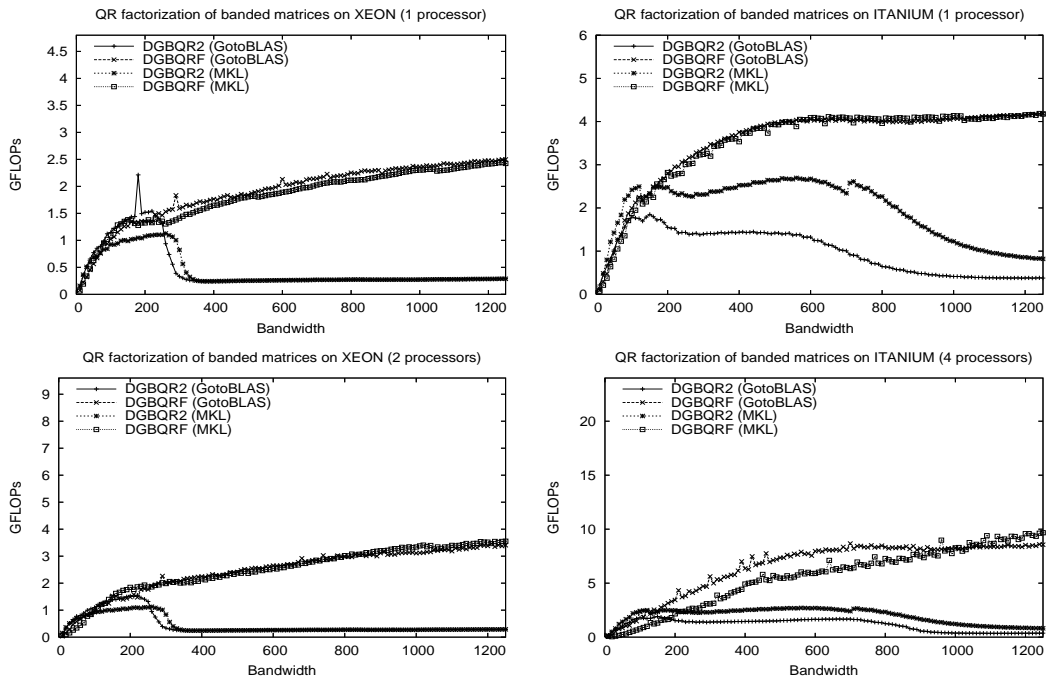 QR factorization of banded matrices on XEON (1 processor)
GFLOPs
4.5
4
3.5
3
2.5
2
1.5
1
0.5
0
DGBQR2 (GotoBLAS)
DGBQRF (GotoBLAS)
DGBQR2 (MKL)
DGBQRF (MKL)
0 200 400 600 800 1000 1200
Bandwidth
QR factorization of banded matrices on ITANIUM (1 processor)
GFLOPs
6
5
4
3
2
1
0
DGBQR2 (GotoBLAS)
DGBQRF (GotoBLAS)
DGBQR2 (MKL)
DGBQRF (MKL)
0 200 400 600 800 1000 1200
Bandwidth
QR factorization of banded matrices on XEON (2 processors)
GFLOPs
9
8
7
6
5
4
3
2
1
0
DGBQR2 (GotoBLAS)
DGBQRF (GotoBLAS)
DGBQR2 (MKL)
DGBQRF (MKL)
0 200 400 600 800 1000 1200
Bandwidth
QR factorization of banded matrices on ITANIUM (4 processors)
GFLOPs
20
15
10
5
0
DGBQR2 (GotoBLAS)
DGBQRF (GotoBLAS)
DGBQR2 (MKL)
DGBQRF (MKL)
0 200 400 600 800 1000 1200
Bandwidth